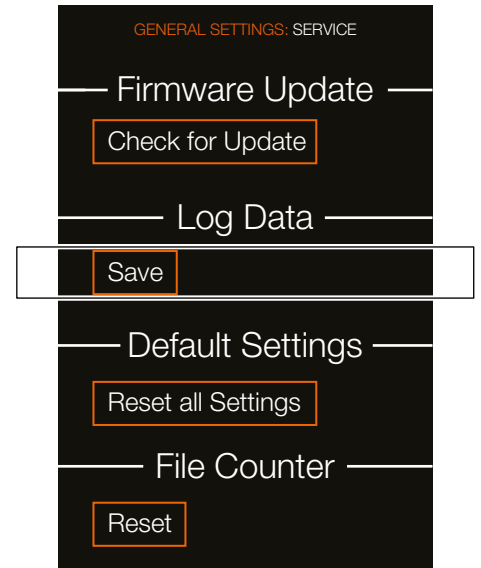 GENERAL SETTINGS: SERVICE
Firmware Update
Check for Update
Log Data
Save
Default Settings
Reset all Settings
File Counter
Reset